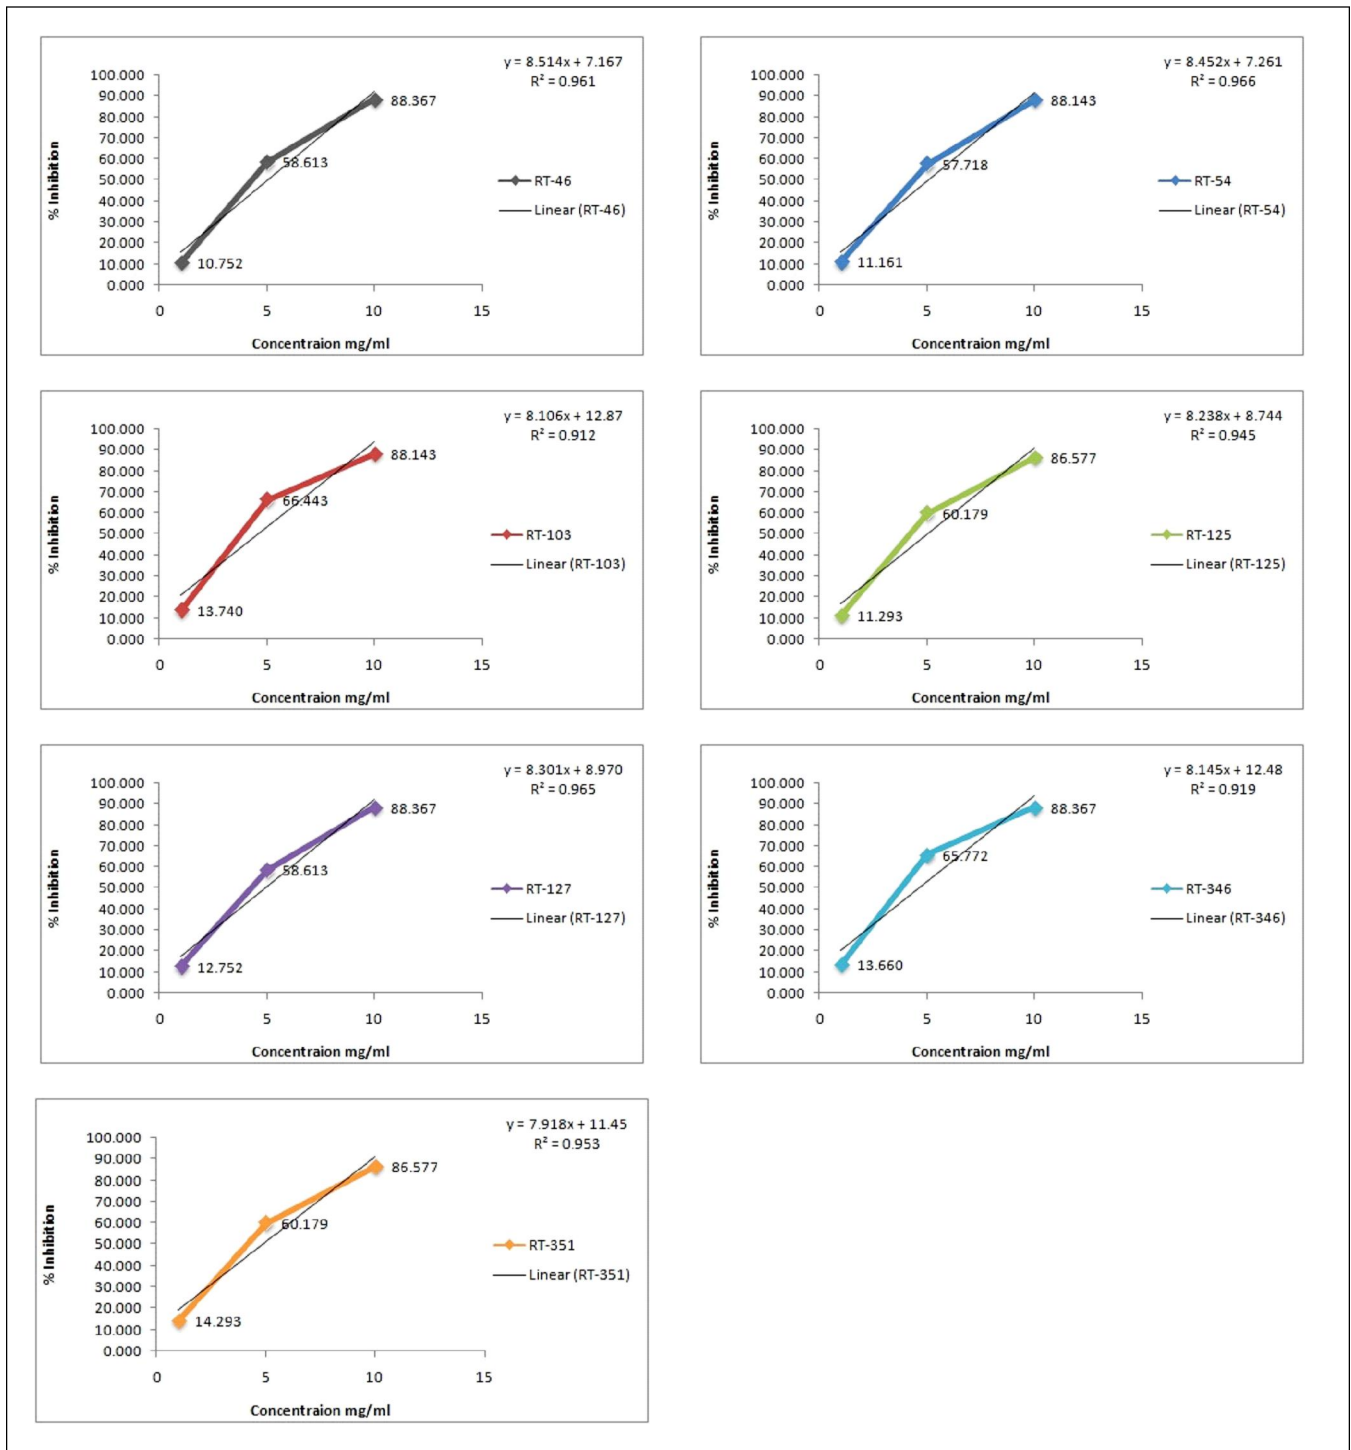 y = 8.514x + 7.167
R² = 0.961
100.000
90.000
80.000
70.000
60.000
50.000
40.000
30.000
20.000
10.000
0.000
% Inhibition
88.367
58.613
10.752
RT-46
Linear (RT-46)
0 5 10 15
Concentraion mg/ml
y = 8.452x + 7.261
R² = 0.966
100.000
90.000
80.000
70.000
60.000
50.000
40.000
30.000
20.000
10.000
0.000
% Inhibition
88.143
57.718
11.161
RT-54
Linear (RT-54)
0 5 10 15
Concentraion mg/ml
y = 8.106x + 12.87
R² = 0.912
100.000
90.000
80.000
70.000
60.000
50.000
40.000
30.000
20.000
10.000
0.000
% Inhibition
88.143
66.443
13.740
RT-103
Linear (RT-103)
0 5 10 15
Concentraion mg/ml
y = 8.238x + 8.744
R² = 0.945
100.000
90.000
80.000
70.000
60.000
50.000
40.000
30.000
20.000
10.000
0.000
% Inhibition
86.577
60.179
11.293
RT-125
Linear (RT-125)
0 5 10 15
Concentraion mg/ml
y = 8.301x + 8.970
R² = 0.965
100.000
90.000
80.000
70.000
60.000
50.000
40.000
30.000
20.000
10.000
0.000
% Inhibition
88.367
58.613
12.752
RT-127
Linear (RT-127)
0 5 10 15
Concentraion mg/ml
y = 8.145x + 12.48
R² = 0.919
100.000
90.000
80.000
70.000
60.000
50.000
40.000
30.000
20.000
10.000
0.000
% Inhibition
88.367
65.772
13.660
RT-346
Linear (RT-346)
0 5 10 15
Concentraion mg/ml
y = 7.918x + 11.45
R² = 0.953
100.000
90.000
80.000
70.000
60.000
50.000
40.000
30.000
20.000
10.000
0.000
% Inhibition
86.577
60.179
14.293
RT-351
Linear (RT-351)
0 5 10 15
Concentraion mg/ml